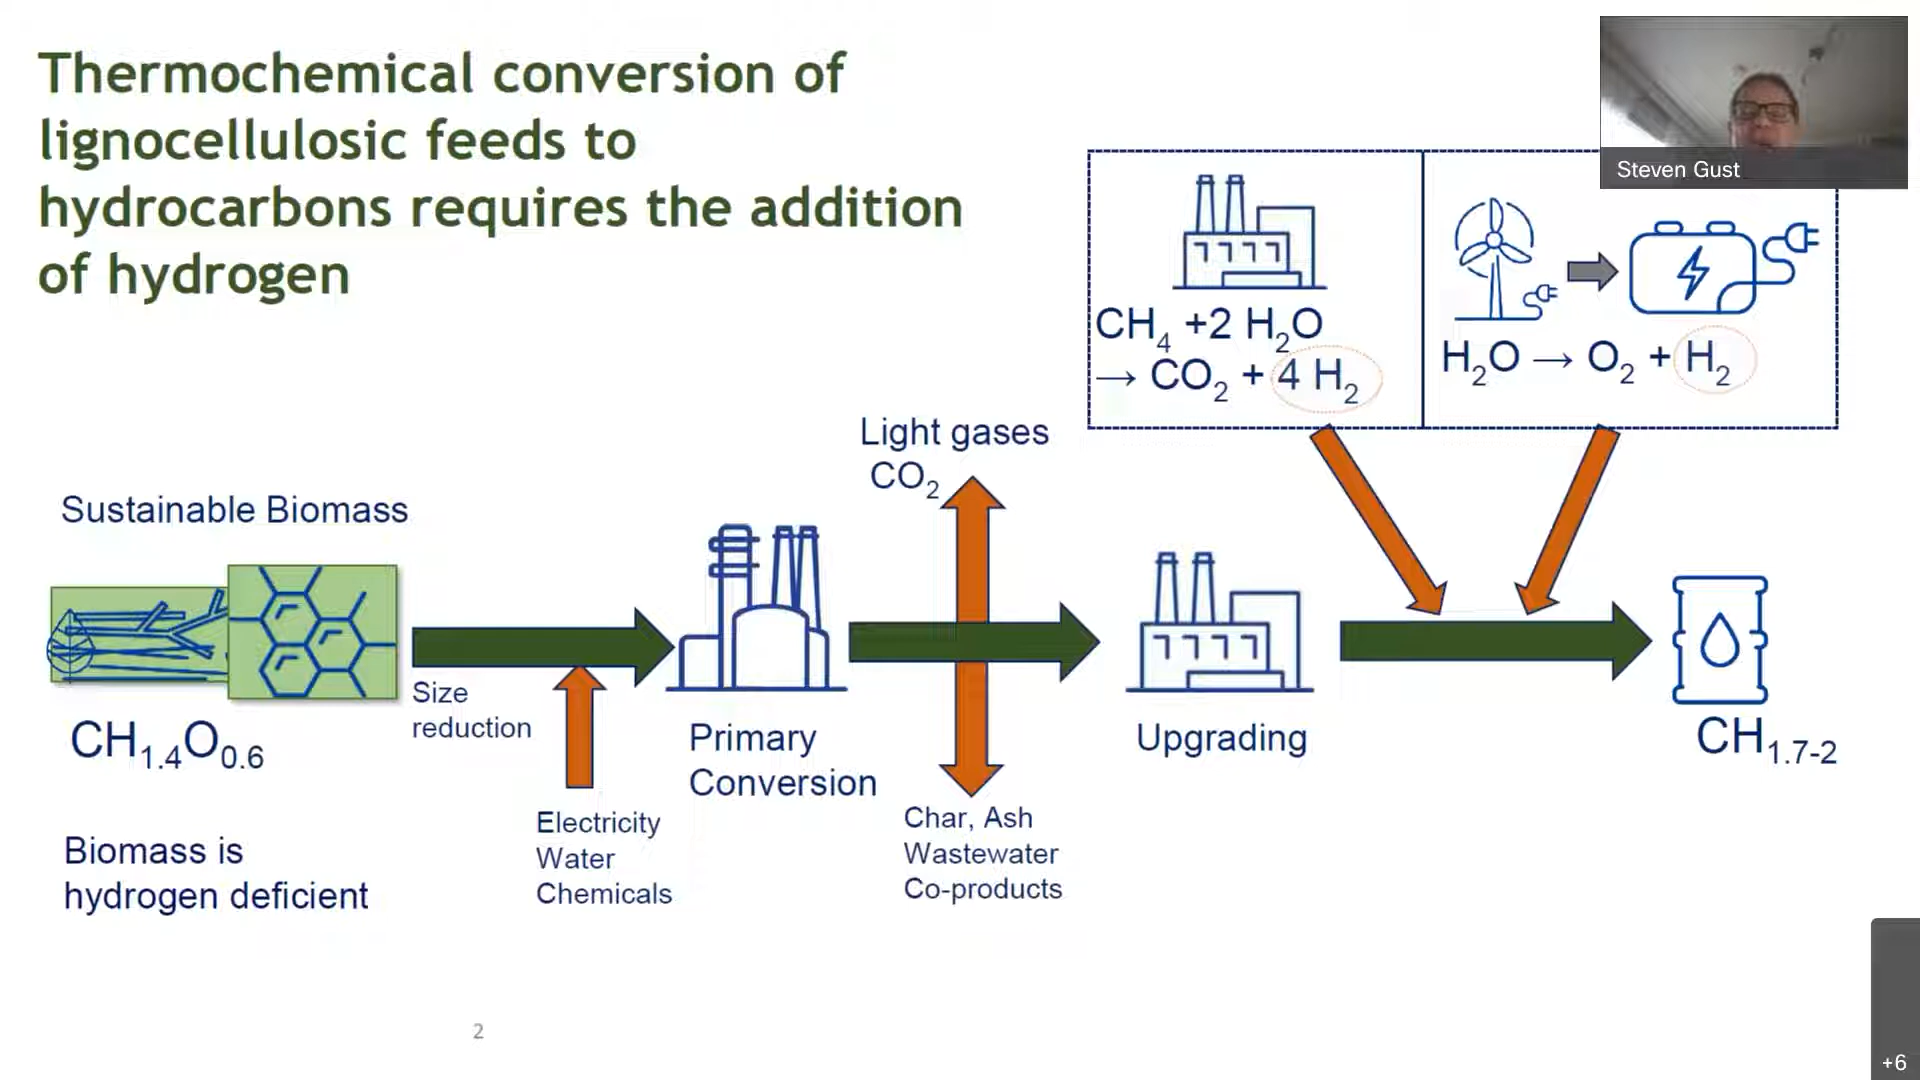 Thermochemical conversion of
lignocellulosic feeds to
hydrocarbons requires the addition
of hydrogen
Steven Gust
CH₄ +2 H₂O
→ CO₂ + 4 H₂
H₂O → O₂ + H₂
Light gases
CO₂
Sustainable Biomass
Size
reduction
CH₁.₄O₀.₆
Primary
Conversion
Upgrading
CH₁.₇₋₂
Electricity
Water
Chemicals
Char, Ash
Wastewater
Co-products
Biomass is
hydrogen deficient
2
+6